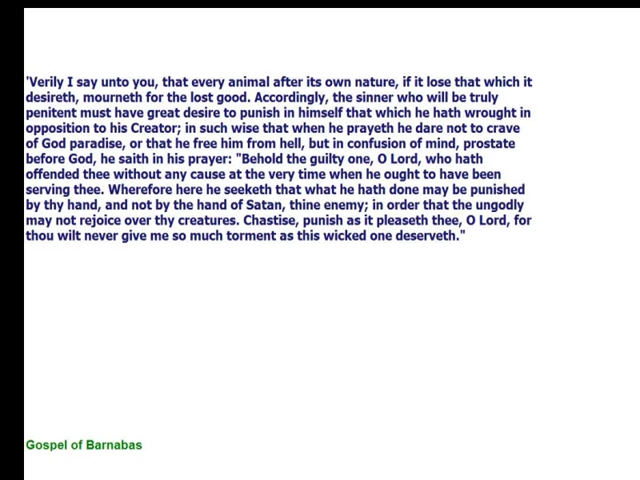 'Verily I say unto you, that every animal after its own nature, if it lose that which it
desireth, mourneth for the lost good. Accordingly, the sinner who will be truly
penitent must have great desire to punish in himself that which he hath wrought in
opposition to his Creator; in such wise that when he prayeth he dare not to crave
of God paradise, or that he free him from hell, but in confusion of mind, prostate
before God, he saith in his prayer: "Behold the guilty one, O Lord, who hath
offended thee without any cause at the very time when he ought to have been
serving thee. Wherefore here he seeketh that what he hath done may be punished
by thy hand, and not by the hand of Satan, thine enemy; in order that the ungodly
may not rejoice over thy creatures. Chastise, punish as it pleaseth thee, O Lord, for
thou wilt never give me so much torment as this wicked one deserveth."
Gospel of Barnabas